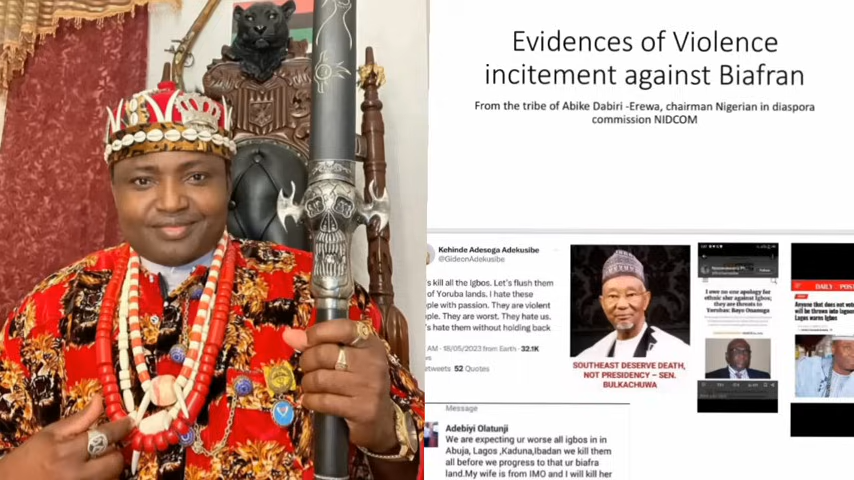 Evidences of Violence
incitement against Biafran
From the tribe of Abike Dabiri -Erewa, chairman Nigerian in diaspora
commission NIDCOM
Kehinde Adesoga Adekusibe
@GideonAdekusibe
s kill all the Igbos. Let's flush them
of Yoruba lands. I hate these
ple with passion. They are violent
ple. They are worst. They hate us.
's hate them without holding back
AM · 18/05/2023 from Earth · 32.1K
ws
tweets 52 Quotes
SOUTHEAST DESERVE DEATH,
NOT PRESIDENCY – SEN.
BULKACHUWA
I owe no one apology for
ethnic slur against Igbos;
they are threats to
Yorubas: Bayo Onanuga
DAILY POST
Anyone that does not vote
will be thrown into lagoon
Lagos warns Igbos
Message
Adebiyi Olatunji
We are expecting ur worse all igbos in in
Abuja, Lagos ,Kaduna,Ibadan we kill them
all before we progress to that ur biafra
land.My wife is from IMO and I will kill her